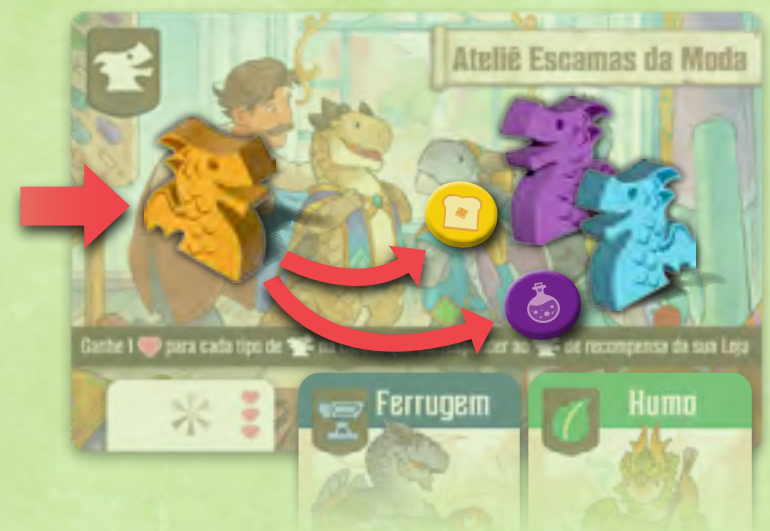 Ateliê Escamas da Moda
Ganhe 1 para cada tipo de de recompensa da sua Loja
Ferrugem
Humo